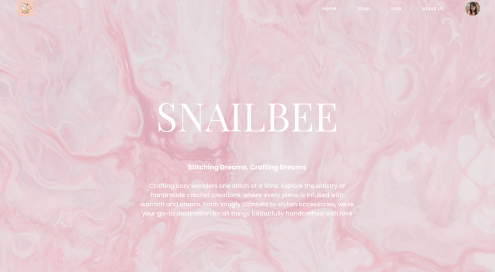 Home Shop Sale About Us
SNAILBEE
Stitching Dreams, Crafting Dreams
Crafting cozy wonders one stitch at a time. Explore the artistry of
handmade crochet creations, where every piece is infused with
warmth and charm. From snuggly blankets to stylish accessories, we're
your go-to destination for all things beautifully handcrafted with love